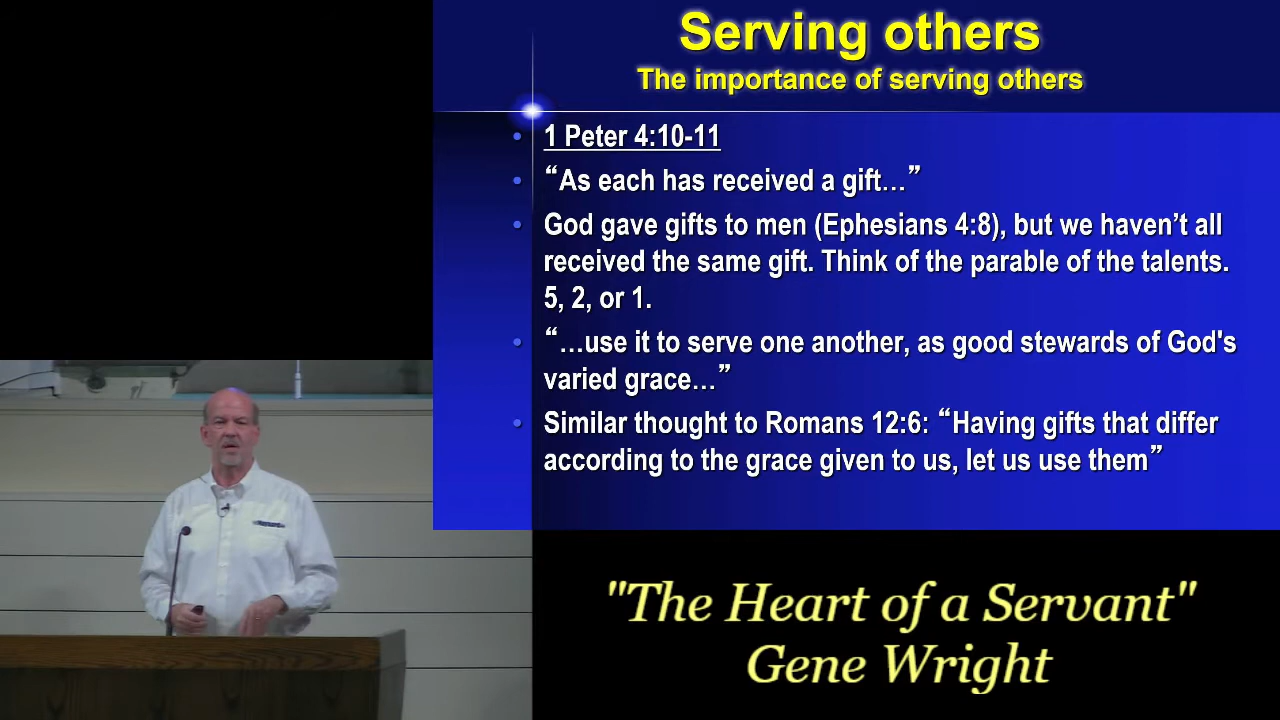 Serving others
The importance of serving others
• 1 Peter 4:10-11
• “As each has received a gift…”
• God gave gifts to men (Ephesians 4:8), but we haven’t all
received the same gift. Think of the parable of the talents.
5, 2, or 1.
• “…use it to serve one another, as good stewards of God's
varied grace…”
• Similar thought to Romans 12:6: “Having gifts that differ
according to the grace given to us, let us use them”
"The Heart of a Servant"
Gene Wright